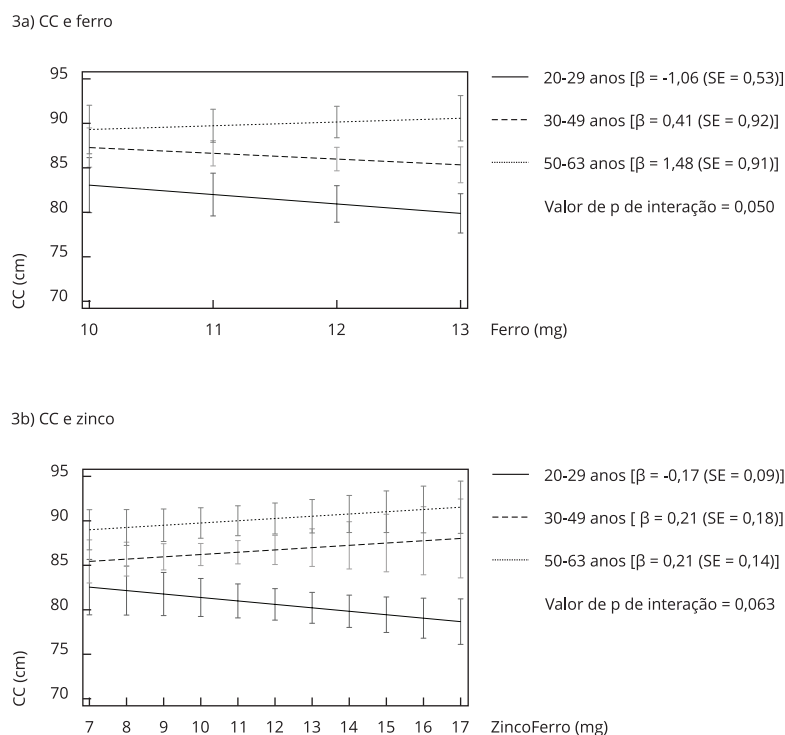 3a) CC e ferro
95
90
85
80
75
70
CC (cm)
10 11 12 13 Ferro (mg)
20-29 anos [β = -1,06 (SE = 0,53)]
30-49 anos [β = 0,41 (SE = 0,92)]
50-63 anos [β = 1,48 (SE = 0,91)]
Valor de p de interação = 0,050
3b) CC e zinco
95
90
85
80
75
70
CC (cm)
7 8 9 10 11 12 13 14 15 16 17 ZincoFerro (mg)
20-29 anos [β = -0,17 (SE = 0,09)]
30-49 anos [ β = 0,21 (SE = 0,18)]
50-63 anos [β = 0,21 (SE = 0,14)]
Valor de p de interação = 0,063